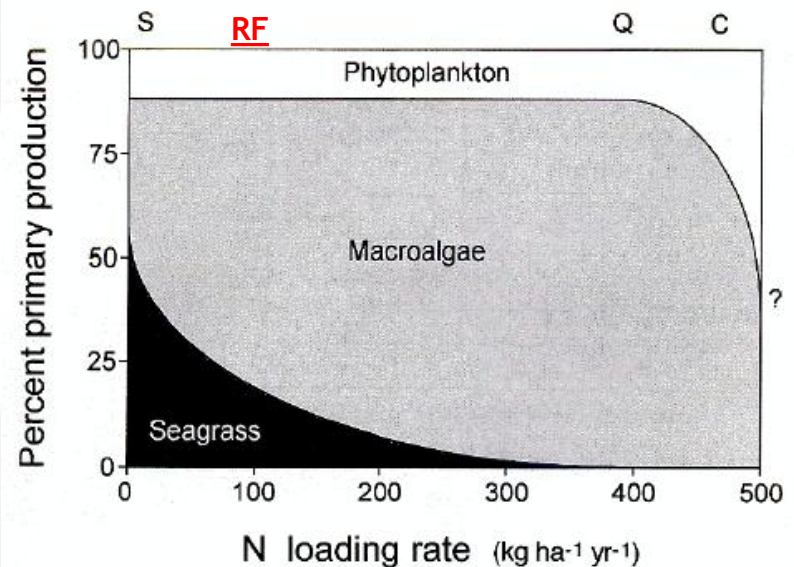 S RF Q C
100
Phytoplankton
75
Macroalgae
50
?
25
Seagrass
0
0 100 200 300 400 500
Percent primary production
N loading rate (kg ha-1 yr-1)